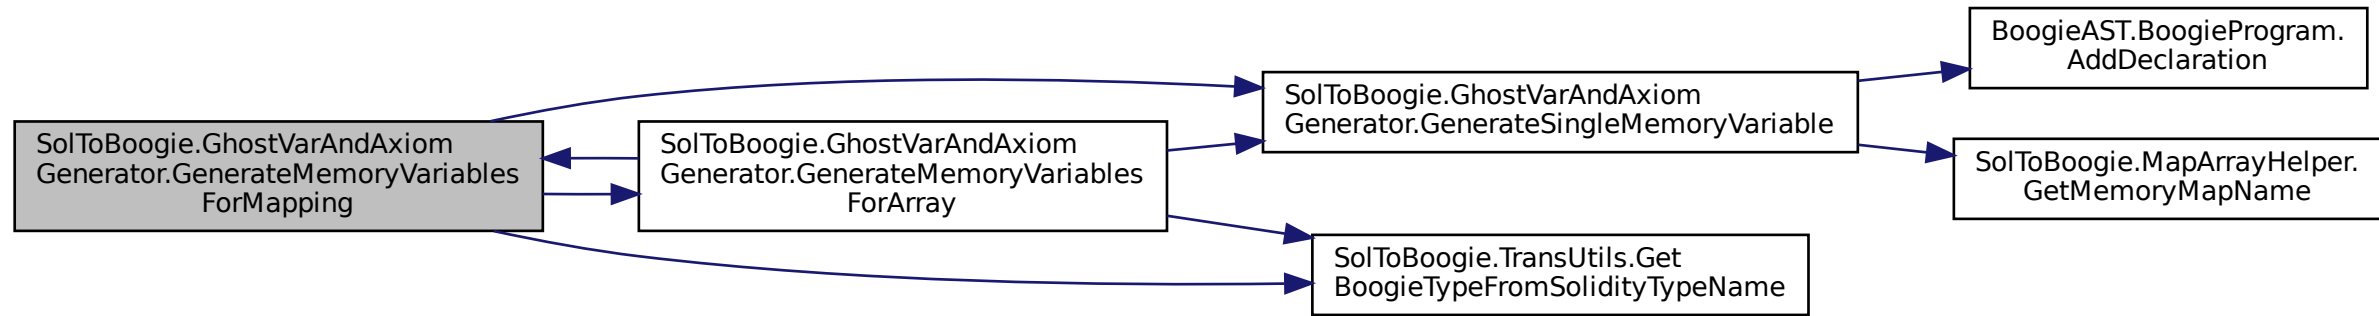 SolToBoogie.GhostVarAndAxiom
Generator.GenerateMemoryVariables
ForMapping
SolToBoogie.GhostVarAndAxiom
Generator.GenerateMemoryVariables
ForArray
SolToBoogie.GhostVarAndAxiom
Generator.GenerateSingleMemoryVariable
BoogieAST.BoogieProgram.
AddDeclaration
SolToBoogie.MapArrayHelper.
GetMemoryMapName
SolToBoogie.TransUtils.Get
BoogieTypeFromSolidityTypeName